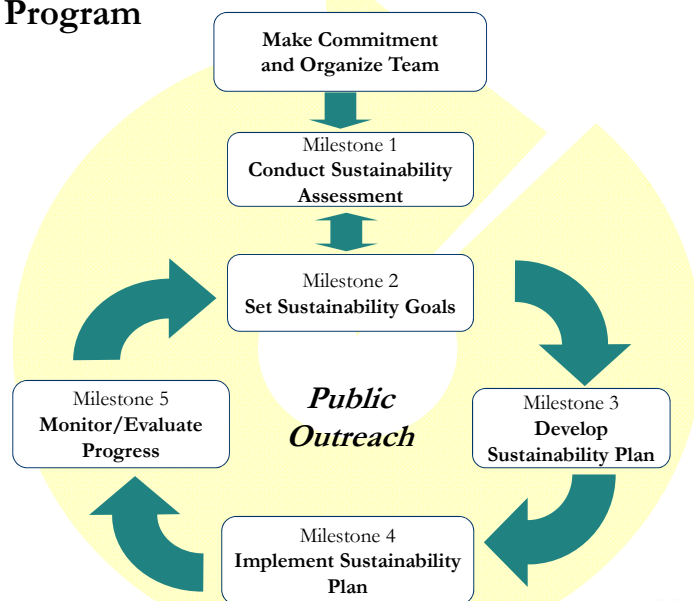 Program
Make Commitment
and Organize Team
Milestone 1
Conduct Sustainability
Assessment
Milestone 2
Set Sustainability Goals
Milestone 3
Develop
Sustainability Plan
Milestone 4
Implement Sustainability
Plan
Milestone 5
Monitor/Evaluate
Progress
Public
Outreach